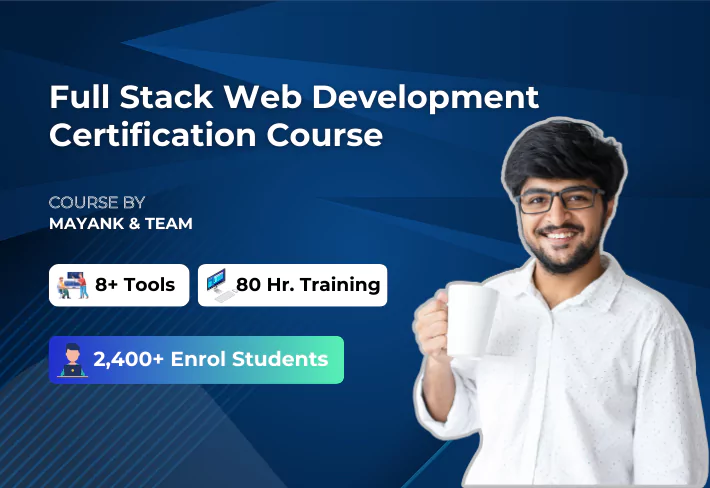 Full Stack Web Development
Certification Course
COURSE BY
MAYANK & TEAM
8+ Tools
80 Hr. Training
2,400+ Enrol Students